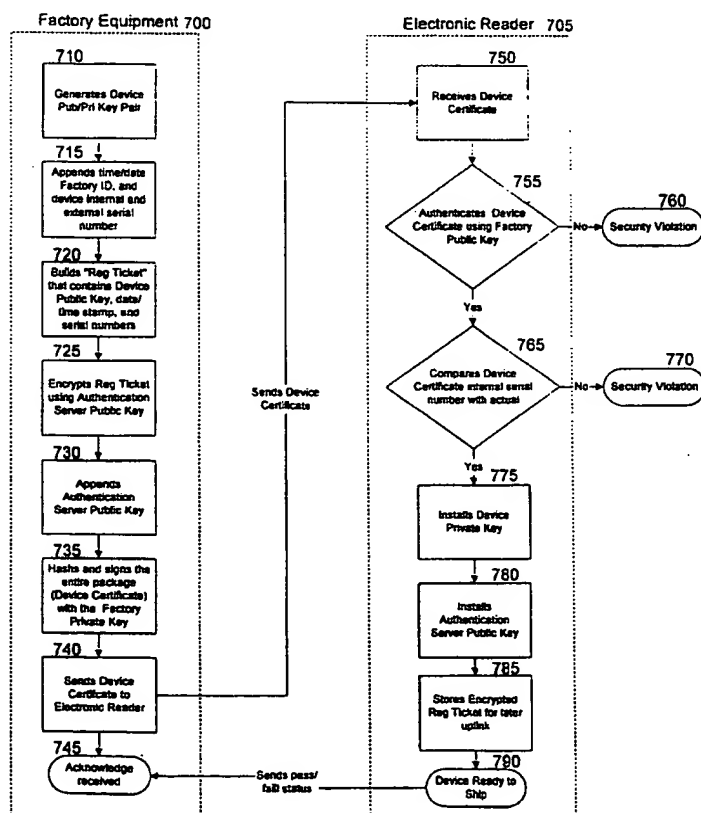 Factory Equipment 700
710
Generates Device
Pub/Pri Key Pair
715
Appends time/date
Factory ID, and
device internal and
external serial
number
720
Builds "Reg Ticket"
that contains Device
Public Key, date/
time stamp, and
serial numbers
725
Encrypts Reg Ticket
using Authentication
Server Public Key
730
Appends
Authentication
Server Public Key
735
Hashs and signs the
entire package
(Device Certificate)
with the Factory
Private Key
740
Sends Device
Certificate to
Electronic Reader
745
Acknowledge
received
Sends Device
Certificate
Sends pass/
fail status
Electronic Reader 705
750
Receives Device
Certificate
755
Authenticates Device
Certificate using Factory
Public Key
No
760
Security Violation
Yes
765
Compares Device
Certificate internal serial
number with actual
No
770
Security Violation
Yes
775
Installs Device
Private Key
780
Installs
Authentication
Server Public Key
785
Stores Encrypted
Reg Ticket for later
uplink
790
Device Ready to
Ship